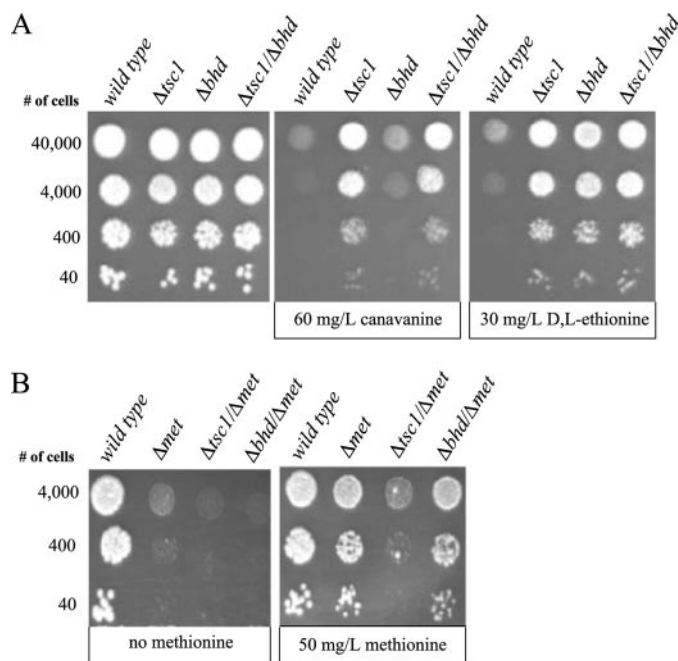 A
# of cells
wild type Δtsc1 Δbhd Δtsc1/Δbhd
wild type Δtsc1 Δbhd Δtsc1/Δbhd
wild type Δtsc1 Δbhd Δtsc1/Δbhd
40,000
4,000
400
40
60 mg/L canavanine
30 mg/L D,L-ethionine
B
# of cells
wild type Δmet Δtsc1/Δmet Δbhd/Δmet
wild type Δmet Δtsc1/Δmet Δbhd/Δmet
4,000
400
40
no methionine
50 mg/L methionine